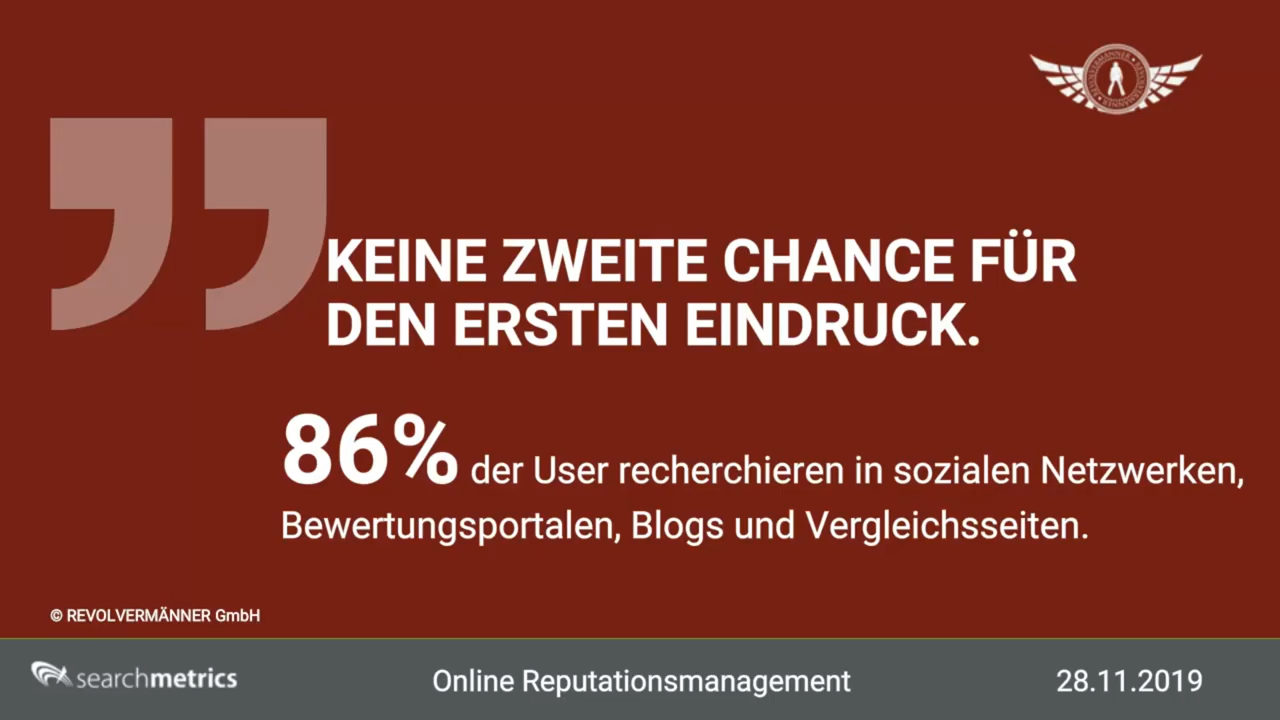 KEINE ZWEITE CHANCE FÜR
DEN ERSTEN EINDRUCK.
86% der User recherchieren in sozialen Netzwerken,
Bewertungsportalen, Blogs und Vergleichsseiten.
© REVOLVERMÄNNER GmbH
searchmetrics
Online Reputationsmanagement
28.11.2019